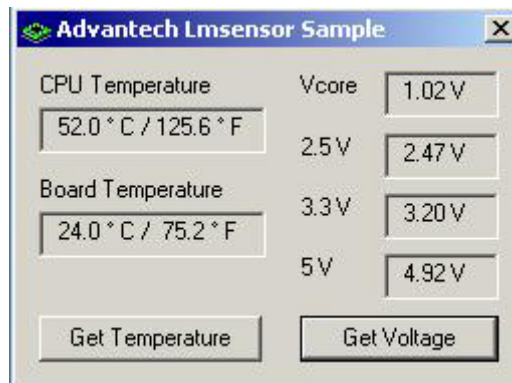 Advantech Lmsensor Sample
CPU Temperature
52.0 ° C / 125.6 ° F
Board Temperature
24.0 ° C / 75.2 ° F
Get Temperature
Vcore 1.02 V
2.5 V 2.47 V
3.3 V 3.20 V
5 V 4.92 V
Get Voltage